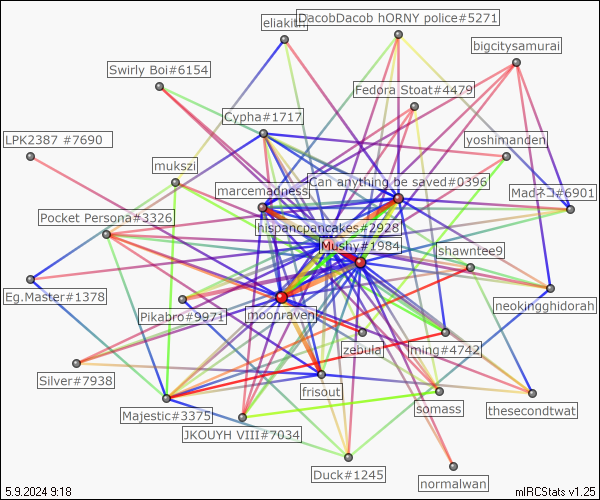 eliakith
DacobDacob hORNY police#5271
bigcitysamurai
Swirly Boi#6154
Fedora Stoat#4479
Cypha#1717
LPK2387 #7690
yoshimanden
mukszi
Can anything be saved#0396
marcemadness
Madネコ#6901
Pocket Persona#3326
hispancpancakes#2928
Mushy#1984
shawntee9
Eg.Master#1378
neokingghidorah
Pikabro#9971
moonraven
zebula
lming#4742
Silver#7938
frisout
Majestic#3375
somass
thesecondtwat
JKOUYH VIII#7034
Duck#1245
normalwan
5.9.2024 9:18
mIRCStats v1.25